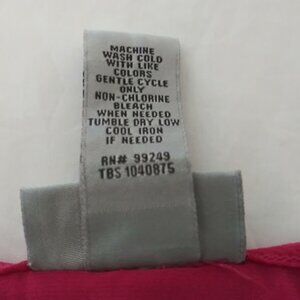 MACHINE
WASH COLD
WITH LIKE
COLORS
GENTLE CYCLE
ONLY
NON-CHLORINE
BLEACH
WHEN NEEDED
TUMBLE DRY LOW
COOL IRON
IF NEEDED
RN# 99249
TBS 1040875